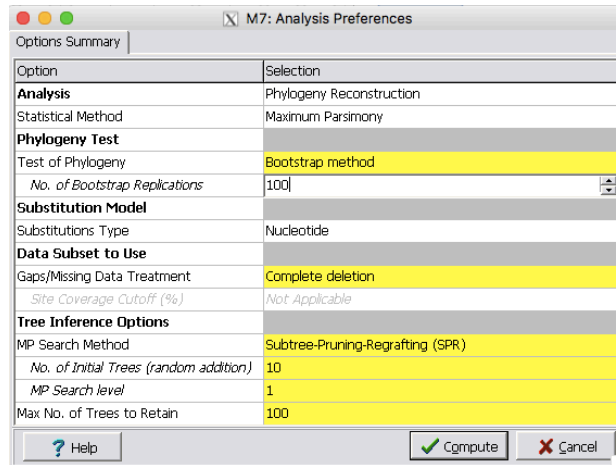 M7: Analysis Preferences
Options Summary
Option Selection
Analysis Phylogeny Reconstruction
Statistical Method Maximum Parsimony
Phylogeny Test
Test of Phylogeny Bootstrap method
No. of Bootstrap Replications 100
Substitution Model
Substitutions Type Nucleotide
Data Subset to Use
Gaps/Missing Data Treatment Complete deletion
Site Coverage Cutoff (%) Not Applicable
Tree Inference Options
MP Search Method Subtree-Pruning-Regrafting (SPR)
No. of Initial Trees (random addition) 10
MP Search level 1
Max No. of Trees to Retain 100
? Help Compute Cancel